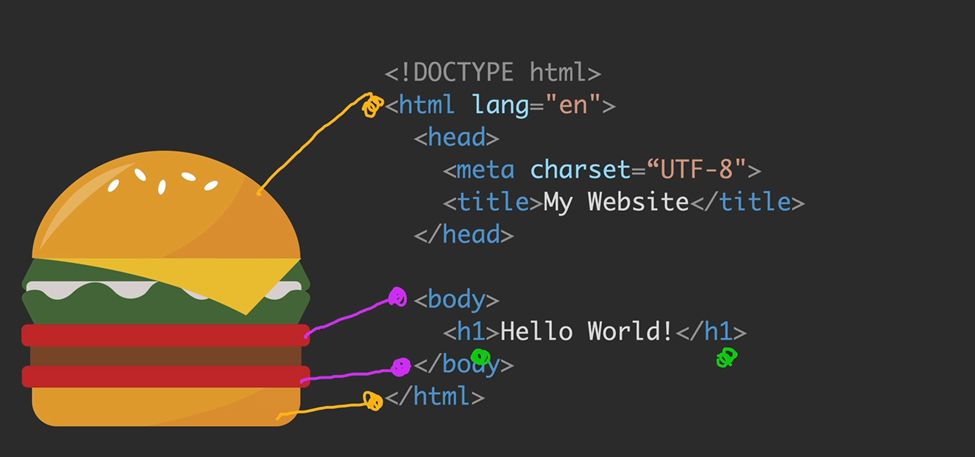 <!DOCTYPE html>
<html lang="en">
<head>
<meta charset=“UTF-8">
<title>My Website</title>
</head>
<body>
<h1>Hello World!</h1>
</body>
</html>